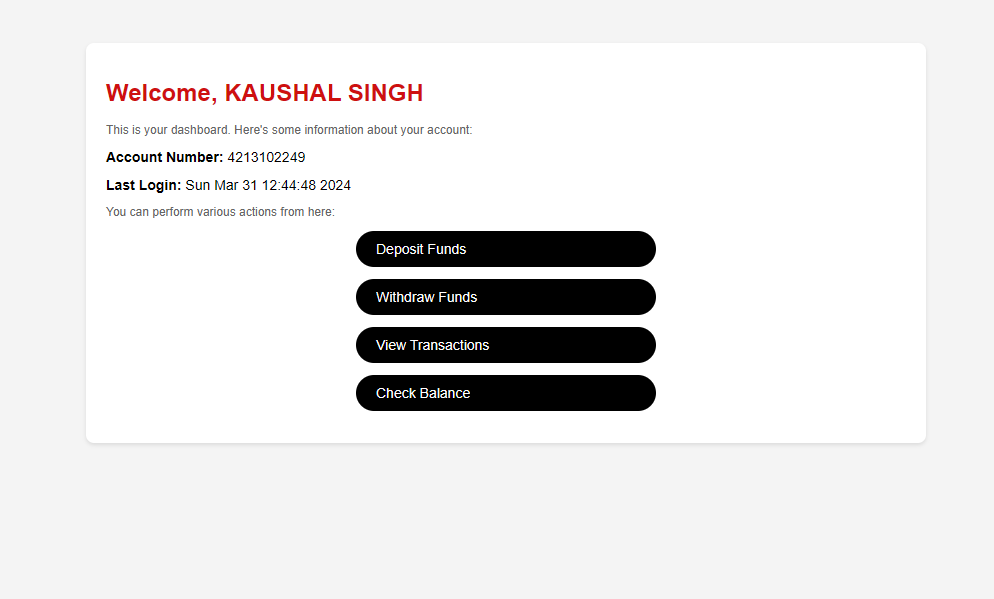 Welcome, KAUSHAL SINGH
This is your dashboard. Here's some information about your account:
Account Number: 4213102249
Last Login: Sun Mar 31 12:44:48 2024
You can perform various actions from here:
Deposit Funds
Withdraw Funds
View Transactions
Check Balance